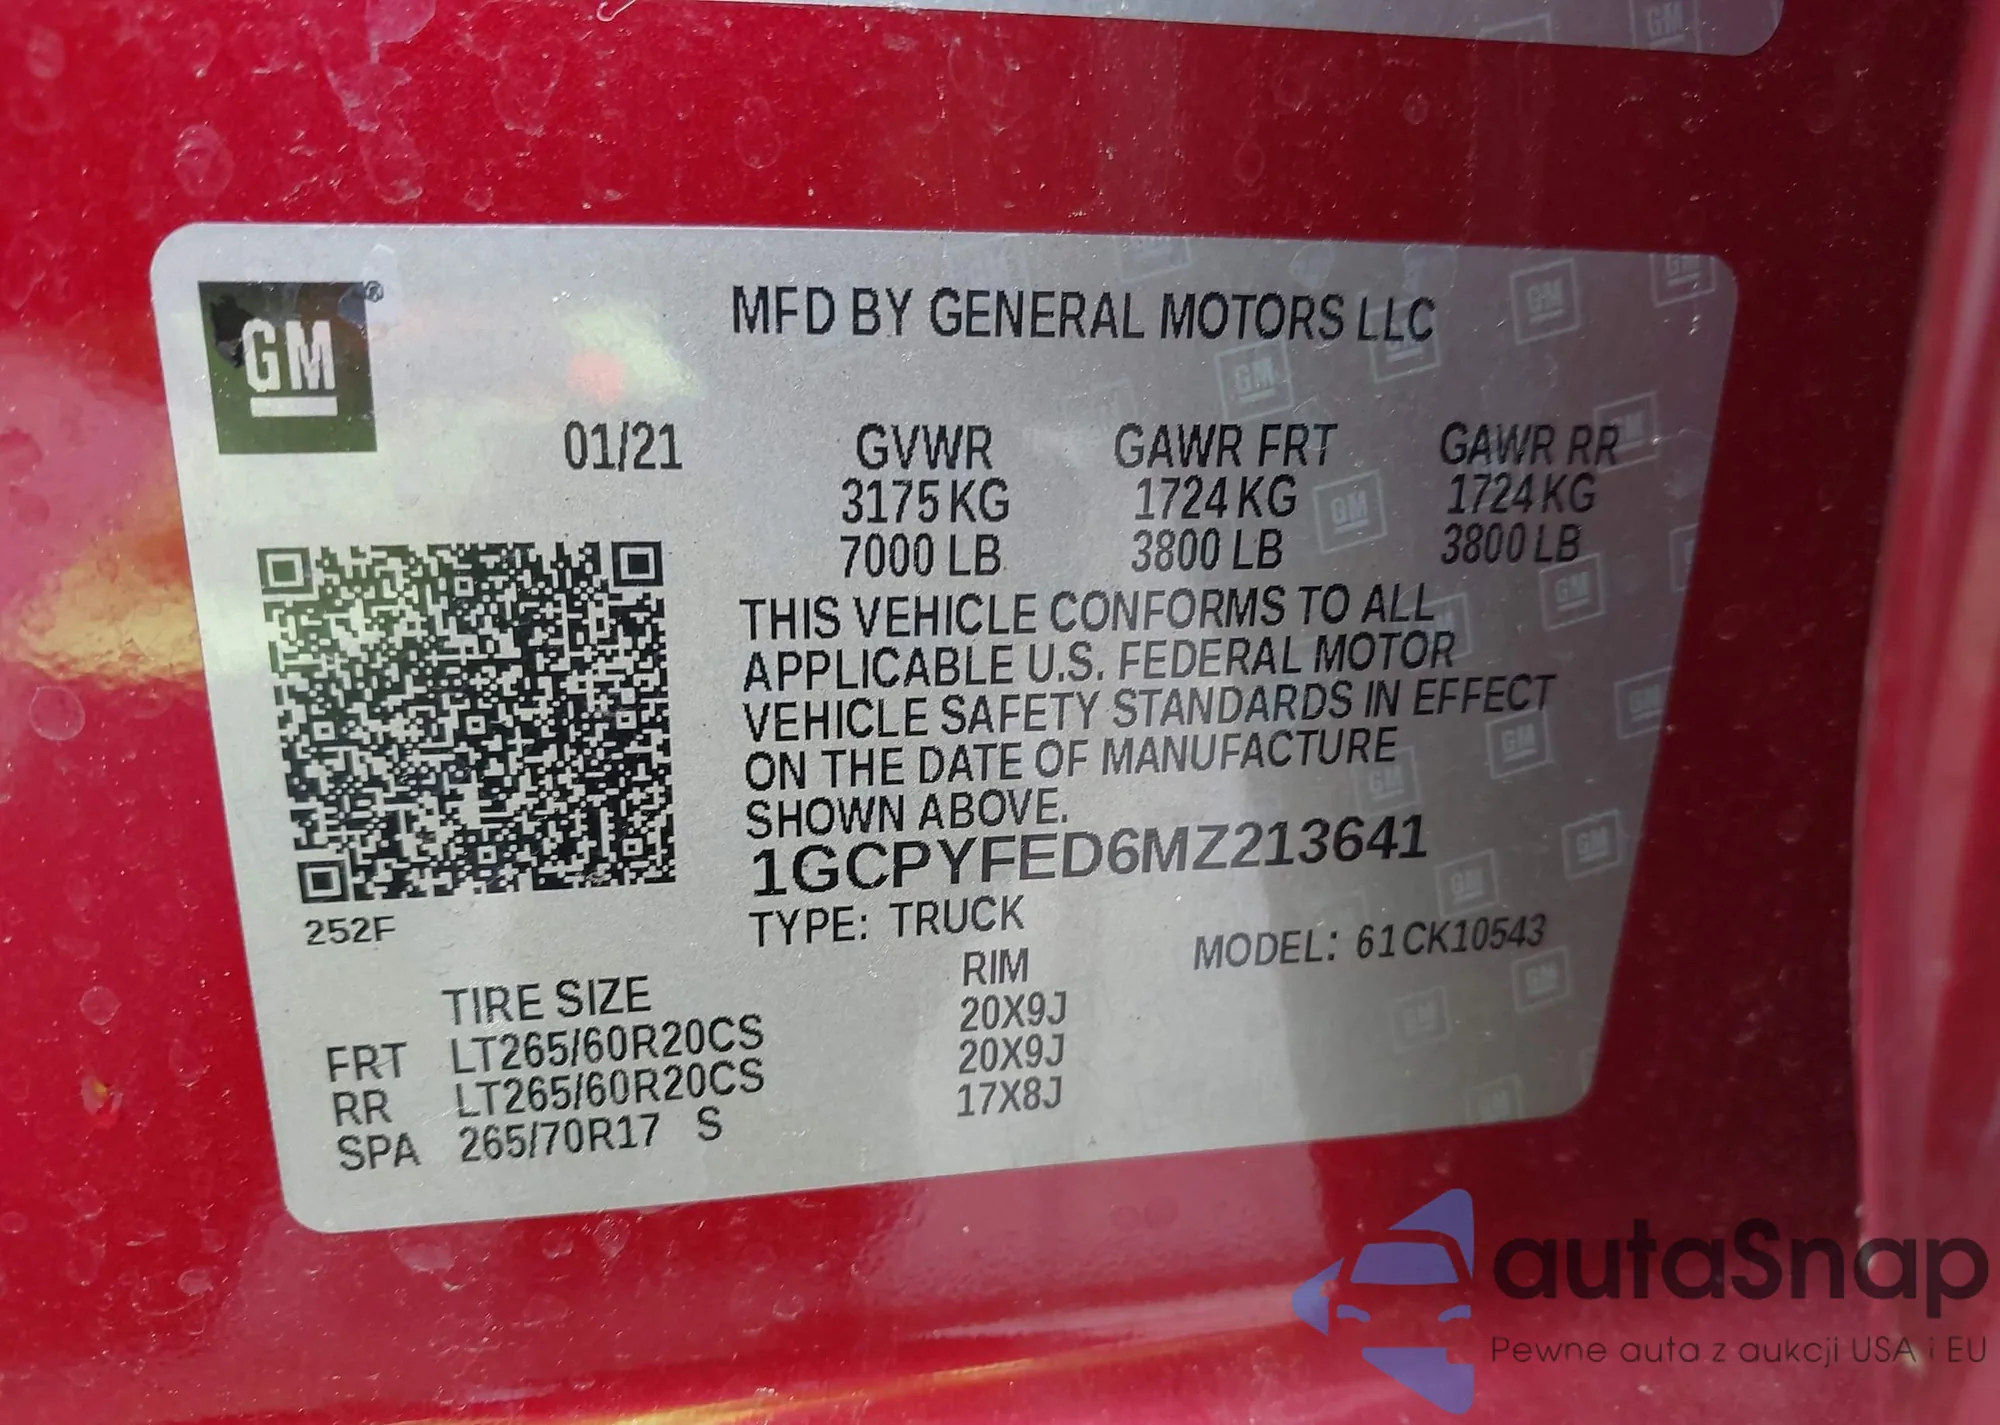 GM®
MFD BY GENERAL MOTORS LLC
01/21 GVWR GAWR FRT GAWR RR
3175 KG 1724 KG 1724 KG
7000 LB 3800 LB 3800 LB
THIS VEHICLE CONFORMS TO ALL
APPLICABLE U.S. FEDERAL MOTOR
VEHICLE SAFETY STANDARDS IN EFFECT
ON THE DATE OF MANUFACTURE
SHOWN ABOVE.
1GCPYFED6MZ213641
252F
TYPE: TRUCK MODEL: 61CK10543
TIRE SIZE RIM
FRT LT265/60R20CS 20X9J
RR LT265/60R20CS 20X9J
SPA 265/70R17 S 17X8J
autaSnap
Pewne auta z aukcji USA i EU